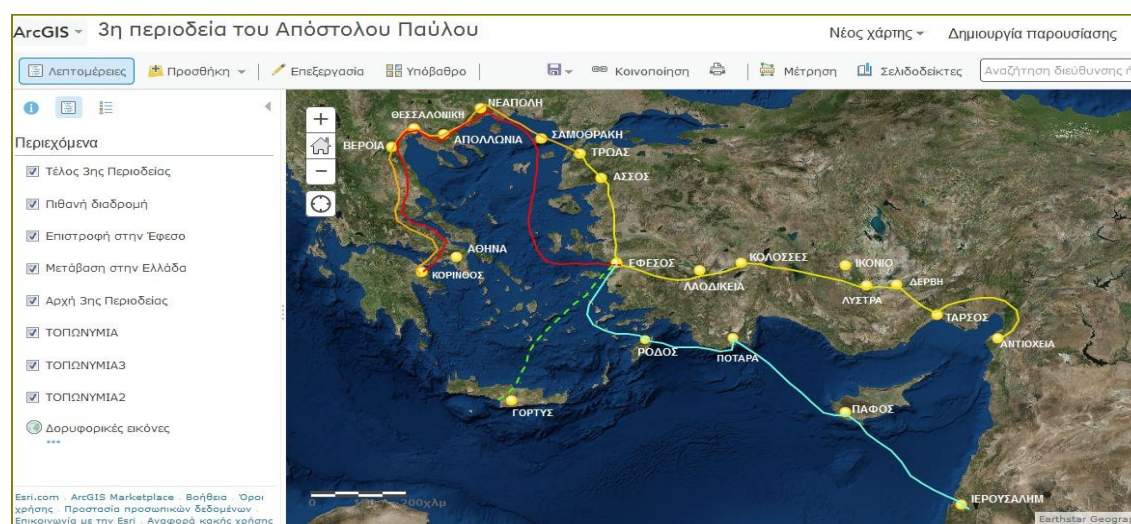 ArcGIS 3η περιοδεία του Απόστολου Παύλου Νέος χάρτης Δημιουργία παρουσίασης
Λεπτομέρειες Προσθήκη Επεξεργασία Υπόβαθρο Κοινοποίηση Μέτρηση Σελιδοδείκτες Αναζήτηση διεύθυνσης ή
Περιεχόμενα
Τέλος 3ης Περιοδείας
Πιθανή διαδρομή
Επιστροφή στην Έφεσο
Μετάβαση στην Ελλάδα
Αρχή 3ης Περιοδείας
ΤΟΠΩΝΥΜΙΑ
ΤΟΠΩΝΥΜΙΑ3
ΤΟΠΩΝΥΜΙΑ2
Δορυφορικές εικόνες
Esri.com . ArcGIS Marketplace . Βοήθεια . Όροι
χρήσης . Προστασία προσωπικών δεδομένων .
Επικοινωνία με την Esri . Αναφορά κακής χρήσης
ΝΕΑΠΟΛΗ
ΘΕΣΣΑΛΟΝΙΚΗ
ΒΕΡΟΙΑ
ΑΠΟΛΛΩΝΙΑ
ΣΑΜΟΘΡΑΚΗ
ΤΡΩΑΣ
ΑΣΣΟΣ
ΑΘΗΝΑ
ΚΟΡΙΝΘΟΣ
ΕΦΕΣΟΣ
ΛΑΟΔΙΚΕΙΑ
ΚΟΛΟΣΣΕΣ
ΙΚΟΝΙΟ
ΛΥΣΤΡΑ
ΔΕΡΒΗ
ΤΑΡΣΟΣ
ΑΝΤΙΟΧΕΙΑ
ΡΟΔΟΣ
ΠΟΤΑΡΑ
ΓΟΡΤΥΣ
ΠΑΦΟΣ
ΙΕΡΟΥΣΑΛΗΜ
0 200χλμ
Earthstar Geogra